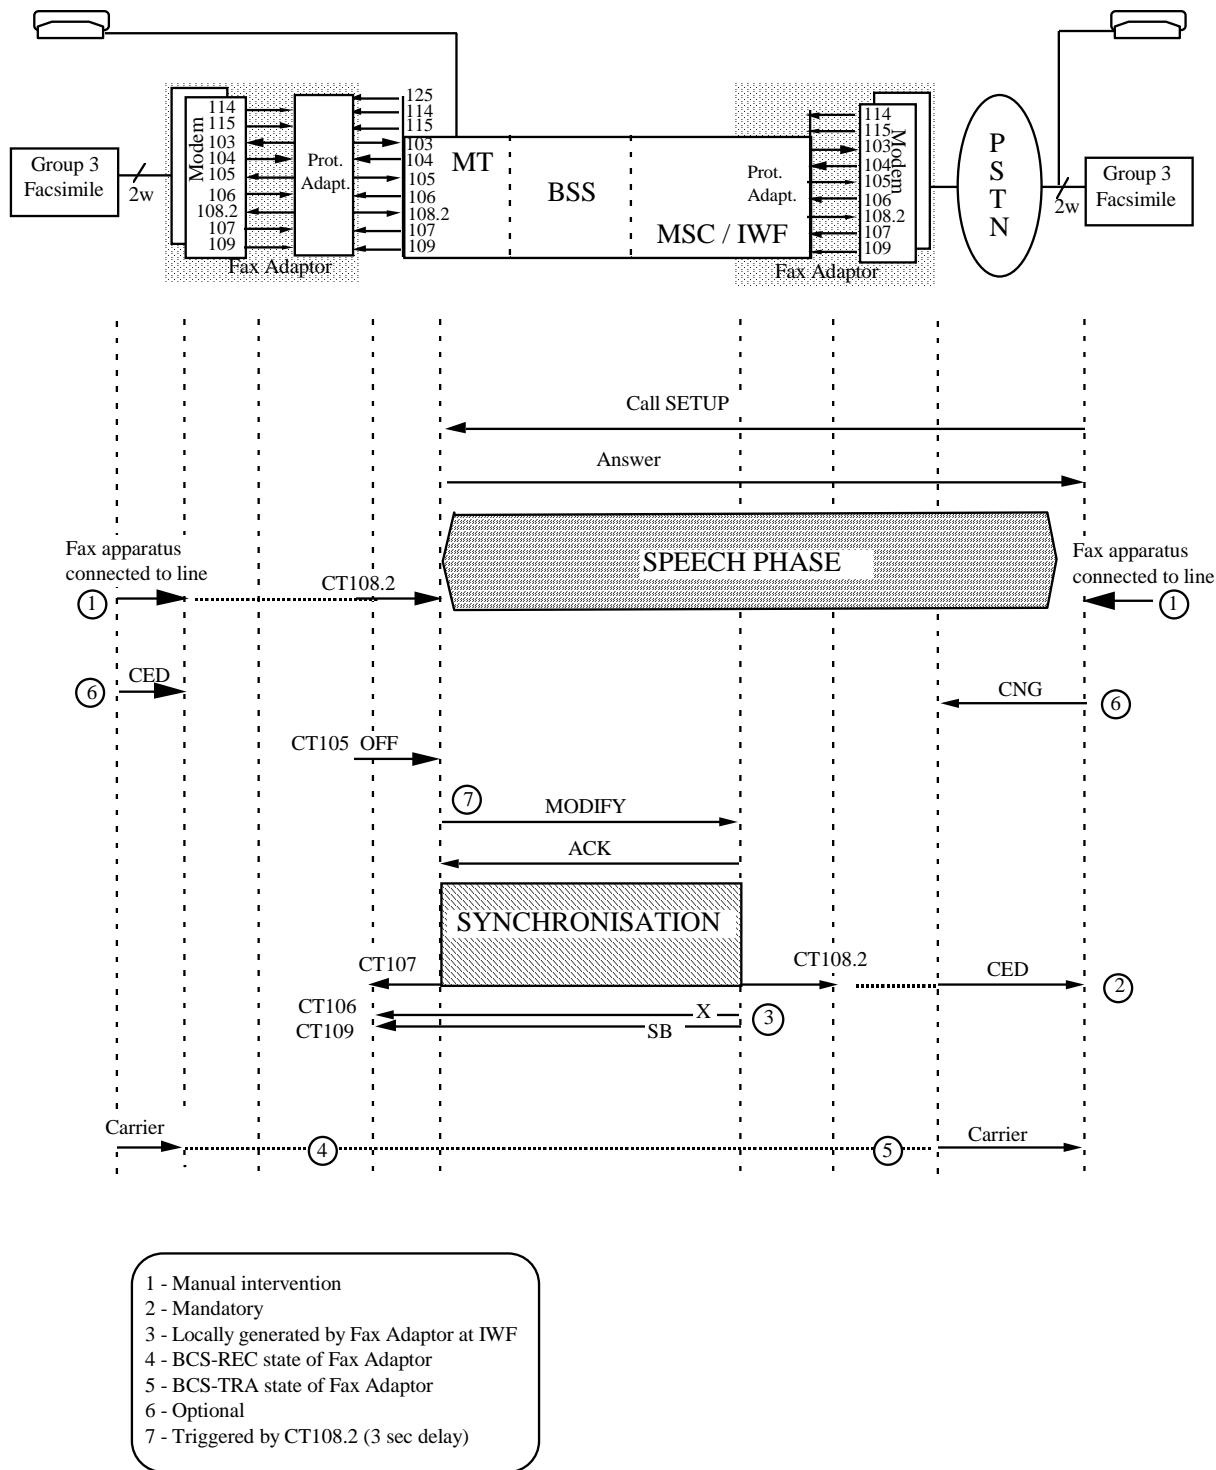 125
114
115
103
104
105
106
108.2
107
109
Modem
Prot.
Adapt.
114
115
103
104
105
106
108.2
107
109
Group 3
Facsimile
2w
Fax Adaptor
MT
BSS
MSC / IWF
Prot.
Adapt.
114
115
103
104
105
106
108.2
107
109
Modem
Fax Adaptor
P
S
T
N
2w
Group 3
Facsimile
Call SETUP
Answer
SPEECH PHASE
Fax apparatus
connected to line
1
CT108.2
Fax apparatus
connected to line
1
6
CED
CNG
6
CT105 OFF
7
MODIFY
ACK
SYNCHRONISATION
CT107
CT108.2
CED
2
CT106
X
3
CT109
SB
Carrier
4
5
Carrier
1 - Manual intervention
2 - Mandatory
3 - Locally generated by Fax Adaptor at IWF
4 - BCS-REC state of Fax Adaptor
5 - BCS-TRA state of Fax Adaptor
6 - Optional
7 - Triggered by CT108.2 (3 sec delay)